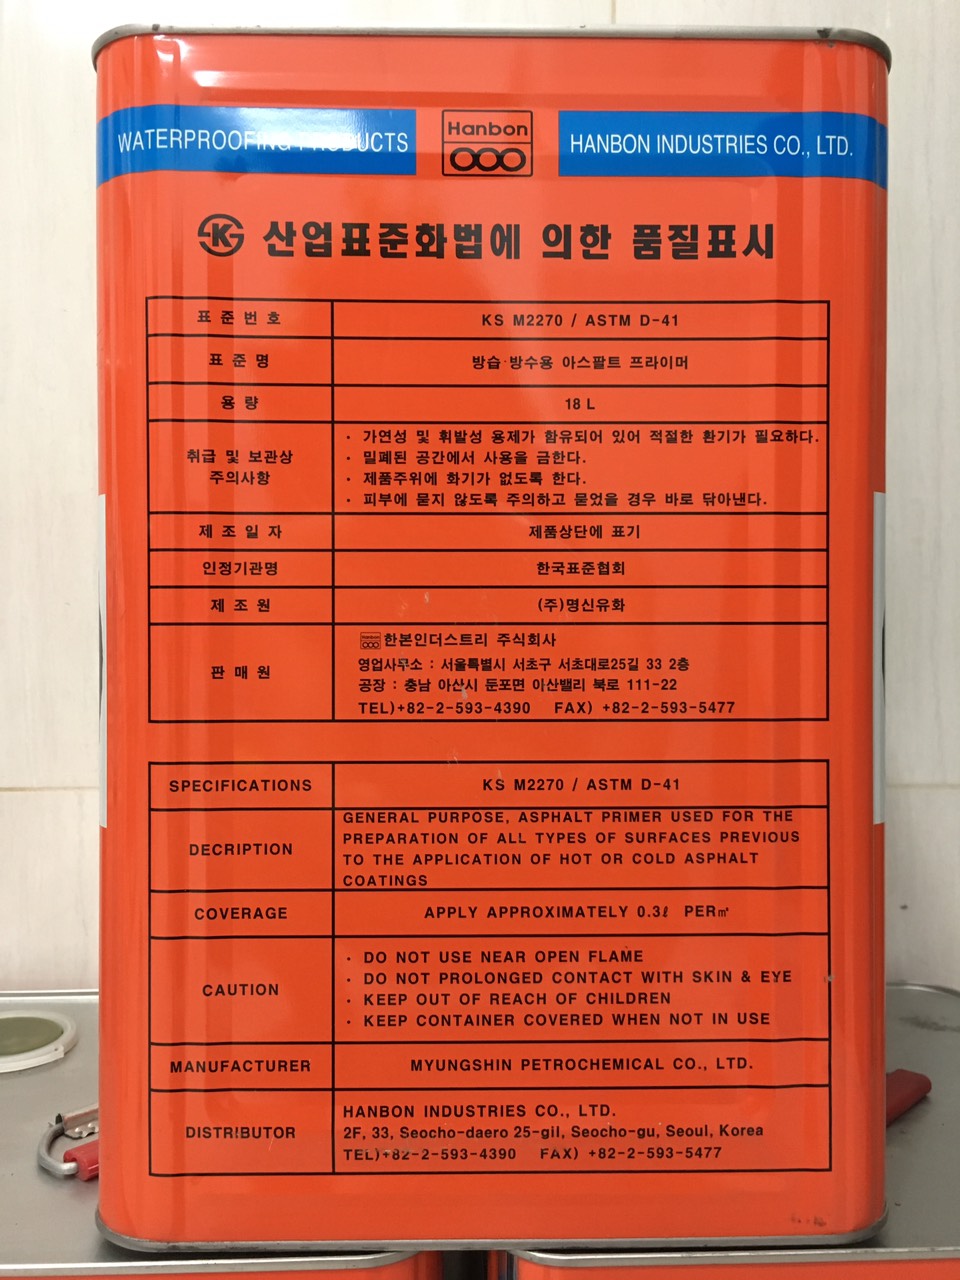 WATERPROOFING PRODUCTS
Hanbon
HANBON INDUSTRIES CO., LTD.
산업표준화법에 의한 품질표시
표 준 번 호
KS M2270 / ASTM D-41
표 준 명
방습·방수용 아스팔트 프라이머
용 량
18 L
취급 및 보관상
주의사항
· 가연성 및 휘발성 용제가 함유되어 있어 적절한 환기가 필요하다.
· 밀폐된 공간에서 사용을 금한다.
· 제품주위에 화기가 없도록 한다.
· 피부에 묻지 않도록 주의하고 묻었을 경우 바로 닦아낸다.
제 조 일 자
제품상단에 표기
인정기관명
한국표준협회
제 조 원
(주)명신유화
판 매 원
Hanbon 한본인더스트리 주식회사
영업사무소 : 서울특별시 서초구 서초대로25길 33 2층
공장 : 충남 아산시 둔포면 아산밸리 북로 111-22
TEL)+82-2-593-4390 FAX) +82-2-593-5477
SPECIFICATIONS
KS M2270 / ASTM D-41
DECRIPTION
GENERAL PURPOSE, ASPHALT PRIMER USED FOR THE
PREPARATION OF ALL TYPES OF SURFACES PREVIOUS
TO THE APPLICATION OF HOT OR COLD ASPHALT
COATINGS
COVERAGE
APPLY APPROXIMATELY 0.3ℓ PER㎡
CAUTION
· DO NOT USE NEAR OPEN FLAME
· DO NOT PROLONGED CONTACT WITH SKIN & EYE
· KEEP OUT OF REACH OF CHILDREN
· KEEP CONTAINER COVERED WHEN NOT IN USE
MANUFACTURER
MYUNGSHIN PETROCHEMICAL CO., LTD.
DISTRIBUTOR
HANBON INDUSTRIES CO., LTD.
2F, 33, Seocho-daero 25-gil, Seocho-gu, Seoul, Korea
TEL)+82-2-593-4390 FAX) +82-2-593-5477